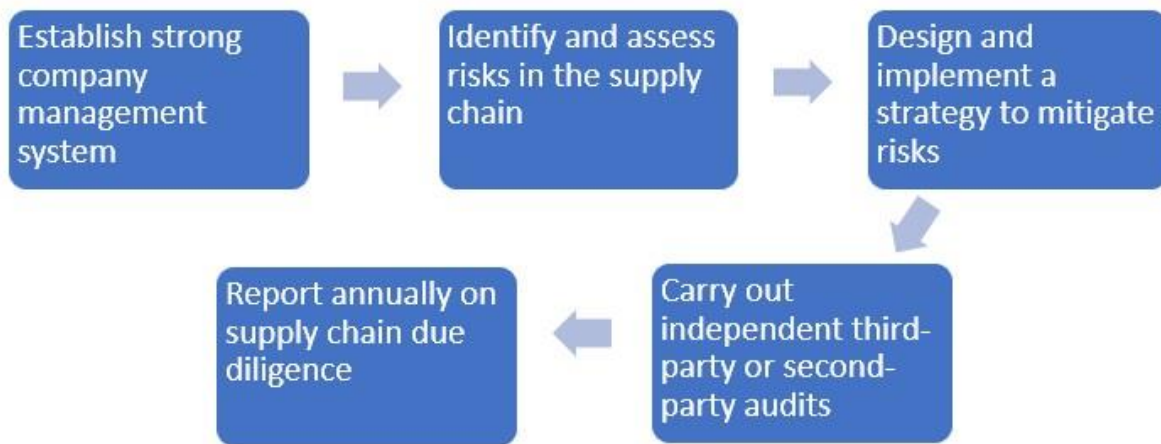 Establish strong
company
management
system
Identify and assess
risks in the supply
chain
Design and
implement a
strategy to mitigate
risks
Carry out
independent third-
party or second-
party audits
Report annually on
supply chain due
diligence